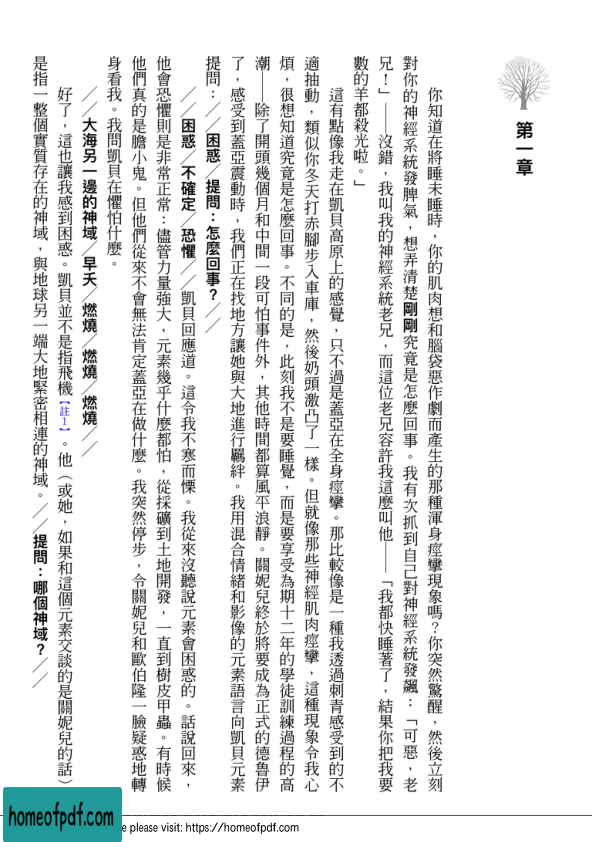 第一章
你知道在將睡未睡時，你的肌肉想和腦袋惡作劇而產生的那種渾身痙攣現象嗎？你突然驚醒，然後立刻
對你的神經系統發脾氣，想弄清楚剛剛究竟是怎麼回事。我有次抓到自己對神經系統發飆：「可惡，老
兄！」——沒錯，我叫我的神經系統老兄，而這位老兄容許我這麼叫他——「我都快睡著了，結果你把我要
數的羊都殺光啦。」
這有點像我走在凱貝高原上的感覺，只不過是蓋亞在全身痙攣。那比較像是一種我透過刺青感受到的不
適抽動，類似你冬天打赤腳步入車庫，然後奶頭激凸了一樣。但就像那些神經肌肉痙攣，這種現象令我心
煩，很想知道究竟是怎麼回事。不同的是，此刻我不是要睡覺，而是要享受為期十二年的學徒訓練過程的高
潮——除了開頭幾個月和中間一段可怕事件外，其他時間都算風平浪靜。關妮兒終於將要成為正式的德魯伊
了，感受到蓋亞震動時，我們正在找地方讓她與大地進行羈絆。我用混合情緒和影像的元素語言向凱貝元素
提問：／／困惑／提問：怎麼回事？／／
／／困惑／不確定／恐懼／／凱貝回應道。這令我不寒而慄。我從來沒聽說元素會困惑的。話說回來，
他會恐懼則是非常正常：儘管力量強大，元素幾乎什麼都怕，從採礦到土地開發，一直到樹皮甲蟲。有時候
他們真的是膽小鬼。但他們從來不會無法肯定蓋亞在做什麼。我突然停步，令關妮兒和歐伯隆一臉疑惑地轉
身看我。我問凱貝在懼怕什麼。
／／大海另一邊的神域／早夭／燃燒／燃燒／燃燒／／
好了，這也讓我感到困惑。凱貝並不是指飛機【註1】。他（或她，如果和這個元素交談的是關妮兒的話）
是指一整個實質存在的神域，與地球另一端大地緊密相連的神域。／／提問：哪個神域？／／
homeofpdf.com
e please visit: https://homeofpdf.com